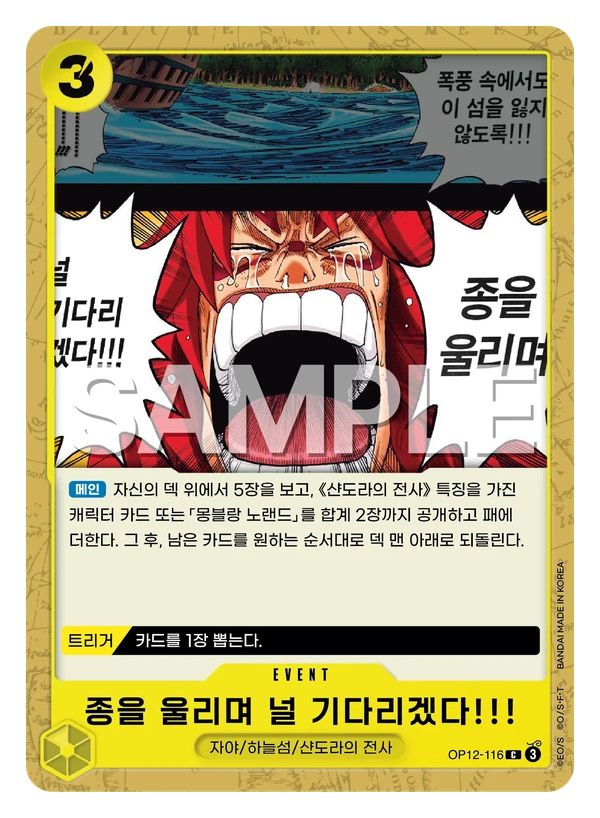 3
폭풍 속에서도
이 섬을 잃지
않도록!!!
!!!
널
기다리
겠다!!!
종을
울리며
SAMPLE
메인 자신의 덱 위에서 5장을 보고, 《샨도라의 전사》 특징을 가진
캐릭터 카드 또는 「몽블랑 노랜드」를 합계 2장까지 공개하고 패에
더한다. 그 후, 남은 카드를 원하는 순서대로 덱 맨 아래로 되돌린다.
트리거 카드를 1장 뽑는다.
EVENT
종을 울리며 널 기다리겠다!!!
자야/하늘섬/샨도라의 전사
OP12-116 C 3
©E.O/S ©O/S·F·T BANDAI MADE IN KOREA